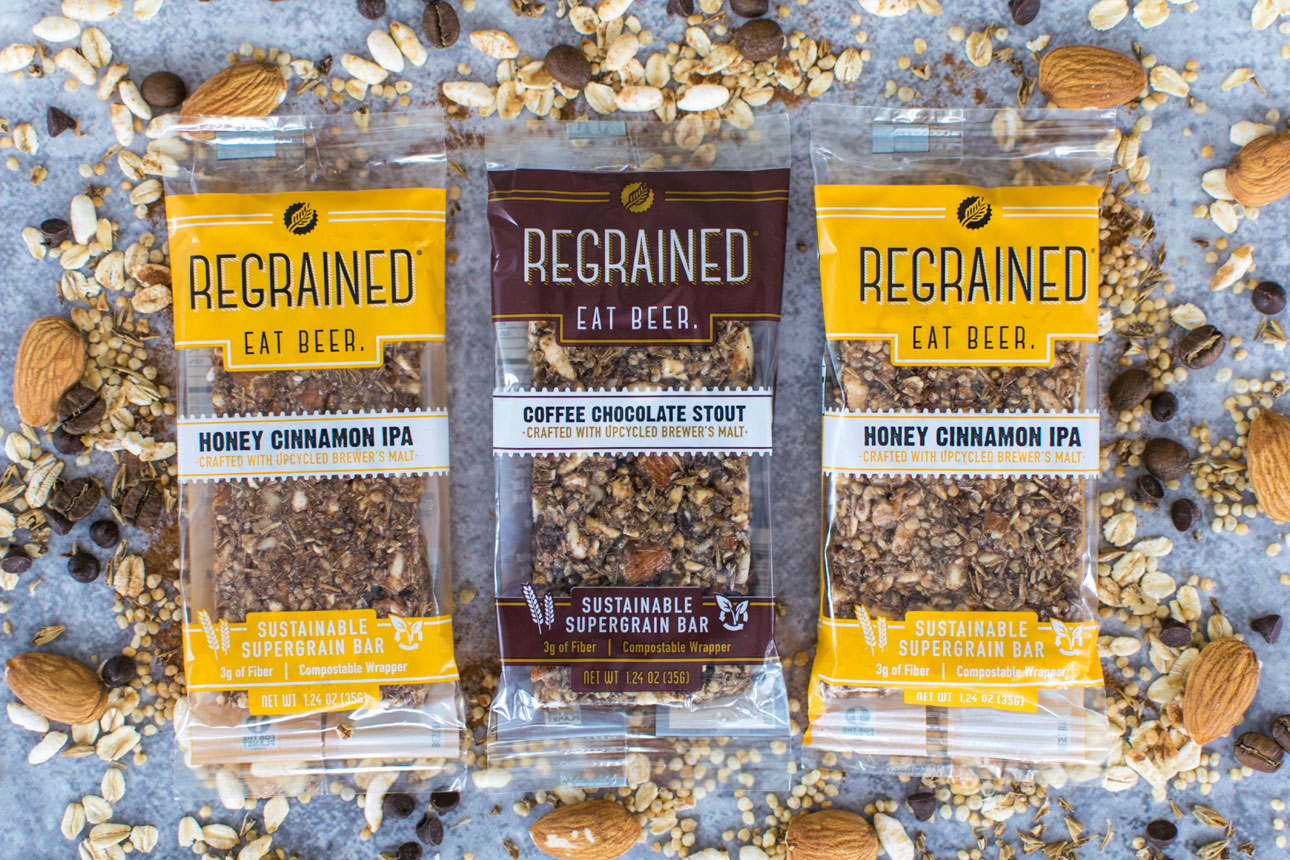 REGRAINED®
EAT BEER.
HONEY CINNAMON IPA
·CRAFTED WITH UPCYCLED BREWER'S MALT·
SUSTAINABLE
SUPERGRAIN BAR
3g of Fiber | Compostable Wrapper
NET WT 1.24 OZ (35G)
REGRAINED®
EAT BEER.
COFFEE CHOCOLATE STOUT
·CRAFTED WITH UPCYCLED BREWER'S MALT·
SUSTAINABLE
SUPERGRAIN BAR
3g of Fiber | Compostable Wrapper
NET WT 1.24 OZ (35G)
REGRAINED®
EAT BEER.
HONEY CINNAMON IPA
·CRAFTED WITH UPCYCLED BREWER'S MALT·
SUSTAINABLE
SUPERGRAIN BAR
3g of Fiber | Compostable Wrapper
NET WT 1.24 OZ (35G)